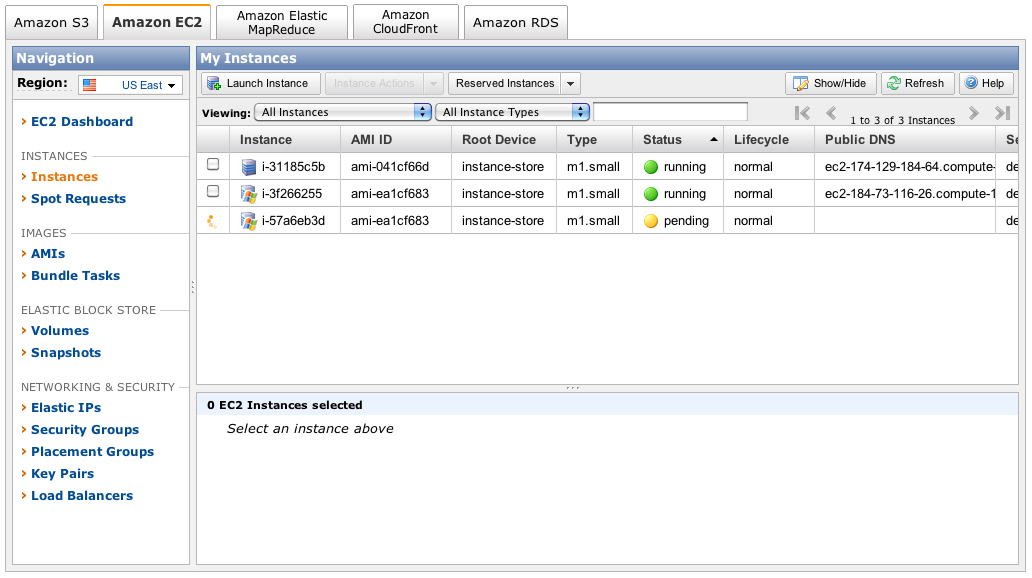 Amazon S3
Amazon EC2
Amazon Elastic
MapReduce
Amazon
CloudFront
Amazon RDS
Navigation
Region: US East
EC2 Dashboard
INSTANCES
Instances
Spot Requests
IMAGES
AMIs
Bundle Tasks
ELASTIC BLOCK STORE
Volumes
Snapshots
NETWORKING & SECURITY
Elastic IPs
Security Groups
Placement Groups
Key Pairs
Load Balancers
My Instances
Launch Instance Instance Actions Reserved Instances Show/Hide Refresh Help
Viewing: All Instances All Instance Types 1 to 3 of 3 Instances
Instance AMI ID Root Device Type Status Lifecycle Public DNS Se
i-31185c5b ami-041cf66d instance-store m1.small running normal ec2-174-129-184-64.compute- de
i-3f266255 ami-ea1cf683 instance-store m1.small running normal ec2-184-73-116-26.compute-1 de
i-57a6eb3d ami-ea1cf683 instance-store m1.small pending normal de
0 EC2 Instances selected
Select an instance above